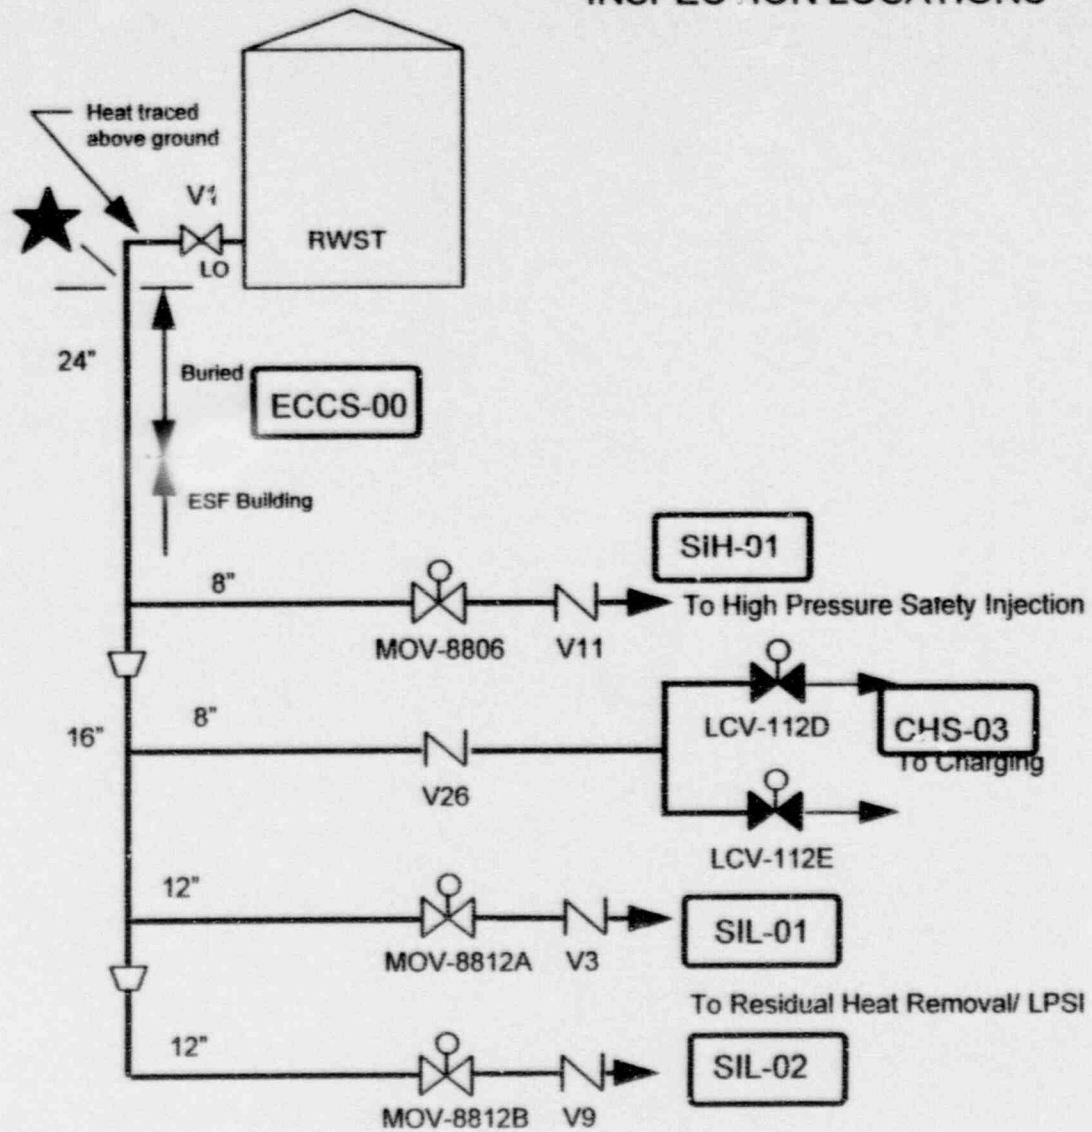 INSPECTION LOCATIONS
Heat traced
above ground
V1
LO
RWST
24"
Buried
ECCS-00
ESF Building
8"
MOV-8806
V11
SIH-01
To High Pressure Safety Injection
16"
8"
V26
LCV-112D
CHS-03
To Charging
LCV-112E
12"
MOV-8812A
V3
SIL-01
To Residual Heat Removal/ LPSI
12"
MOV-8812B
V9
SIL-02